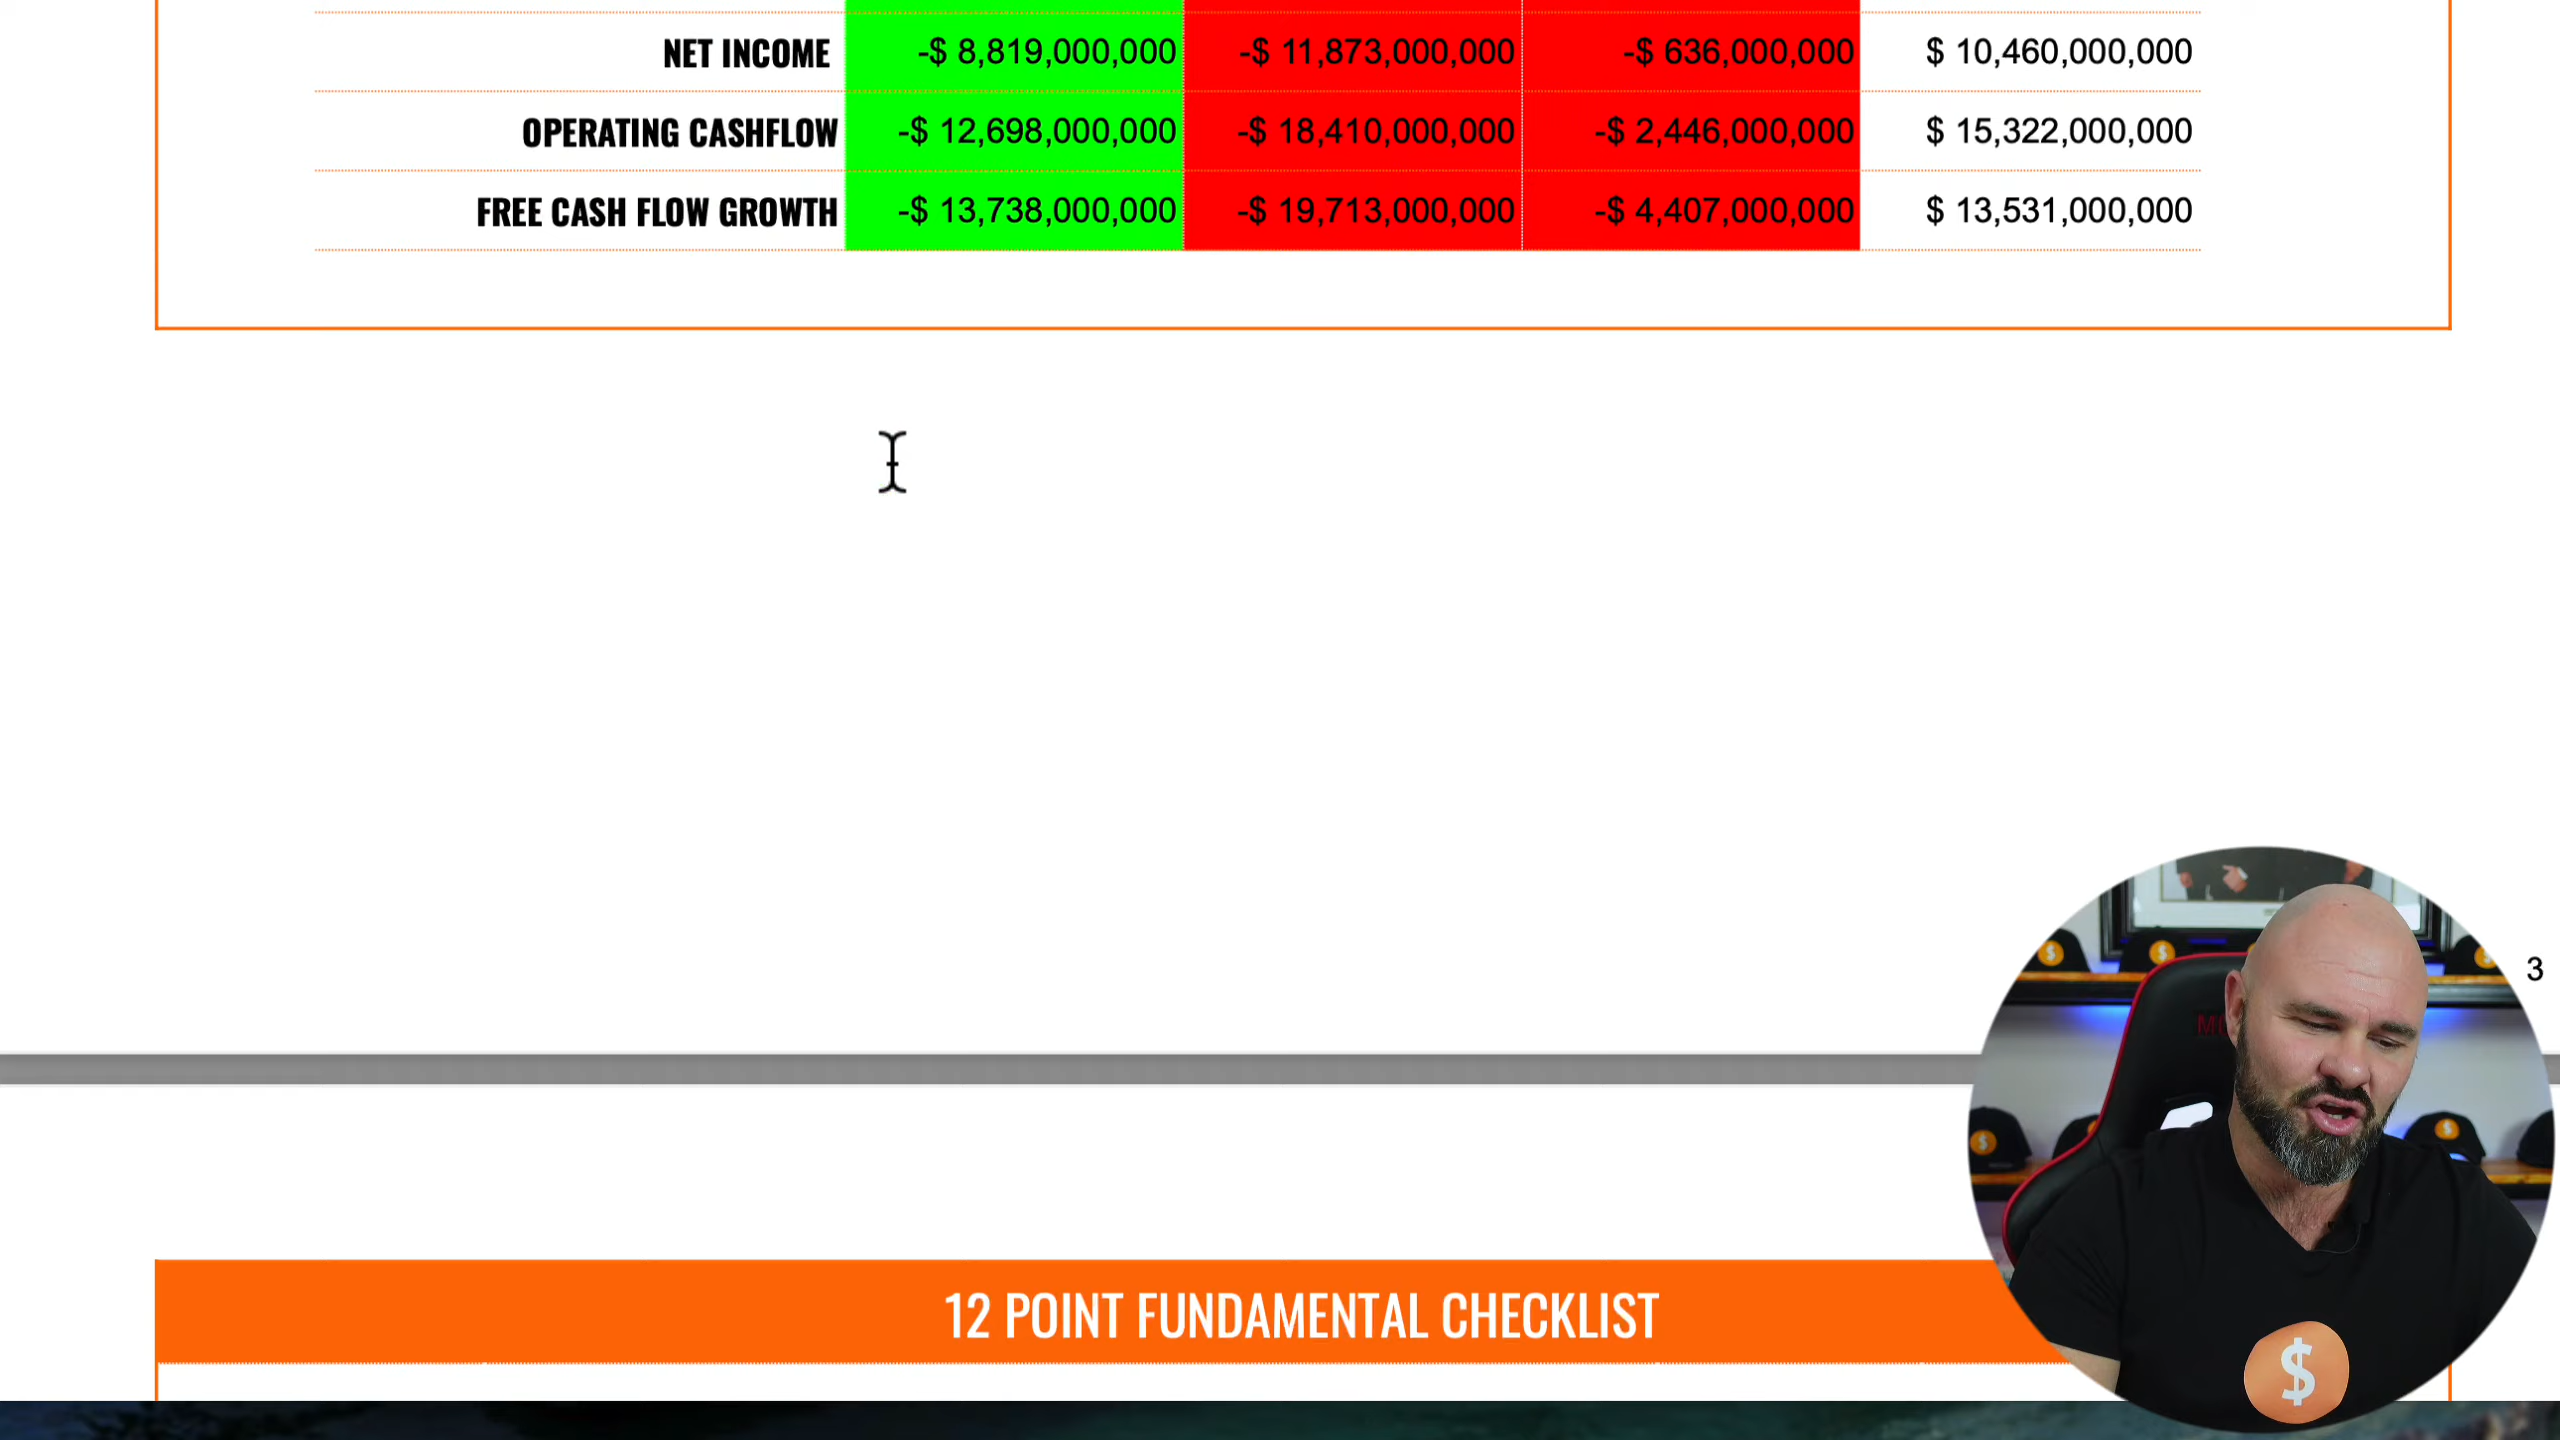 NET INCOME -$ 8,819,000,000 -$ 11,873,000,000 -$ 636,000,000 $ 10,460,000,000
OPERATING CASHFLOW -$ 12,698,000,000 -$ 18,410,000,000 -$ 2,446,000,000 $ 15,322,000,000
FREE CASH FLOW GROWTH -$ 13,738,000,000 -$ 19,713,000,000 -$ 4,407,000,000 $ 13,531,000,000
3
12 POINT FUNDAMENTAL CHECKLIST
$